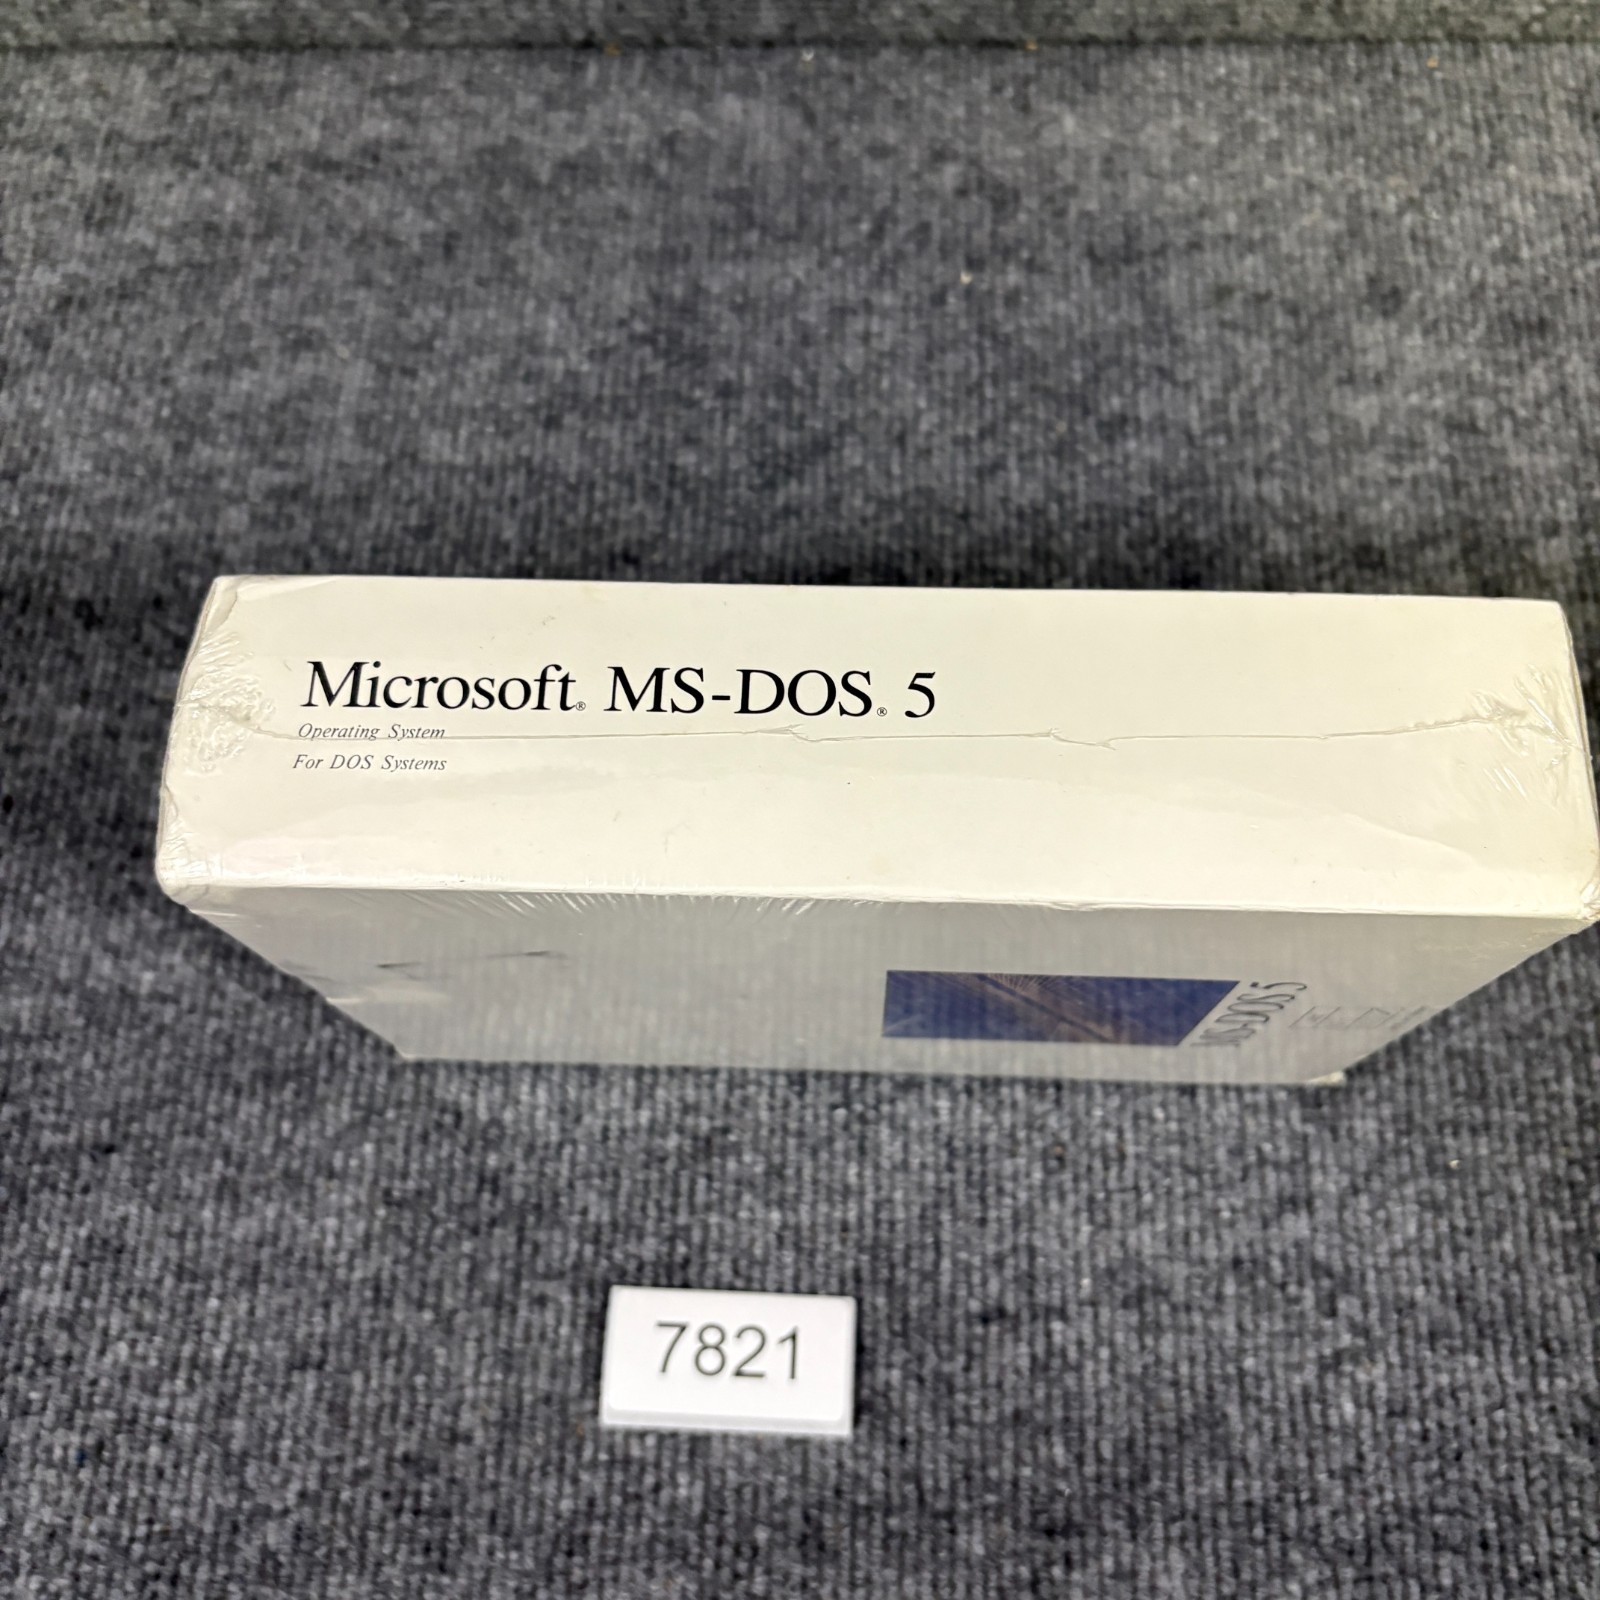 Microsoft® MS-DOS® 5
Operating System
For DOS Systems
MS-DOS 5
7821